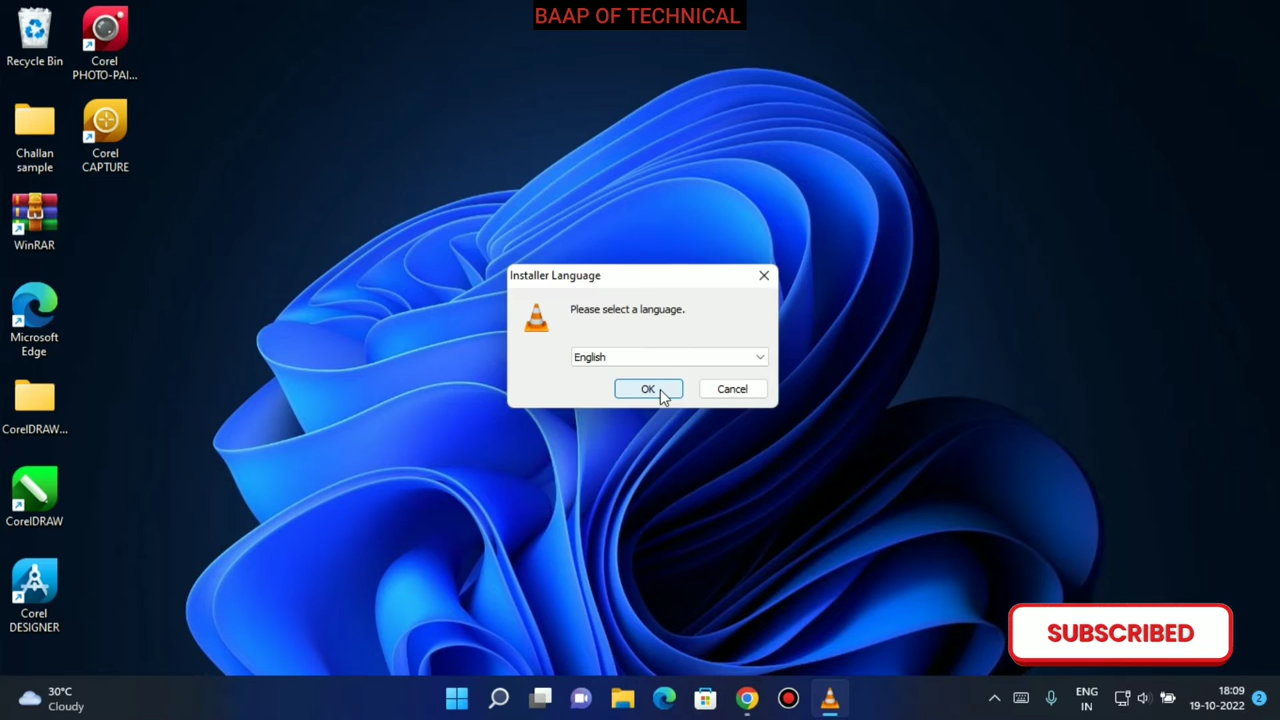 BAAP OF TECHNICAL
Recycle Bin
Corel
PHOTO-PAI...
Challan
sample
Corel
CAPTURE
WinRAR
Microsoft
Edge
CorelDRAW...
CorelDRAW
Corel
DESIGNER
Installer Language
Please select a language.
English
OK
Cancel
SUBSCRIBED
30°C
Cloudy
ENG
IN
18:09
19-10-2022
2